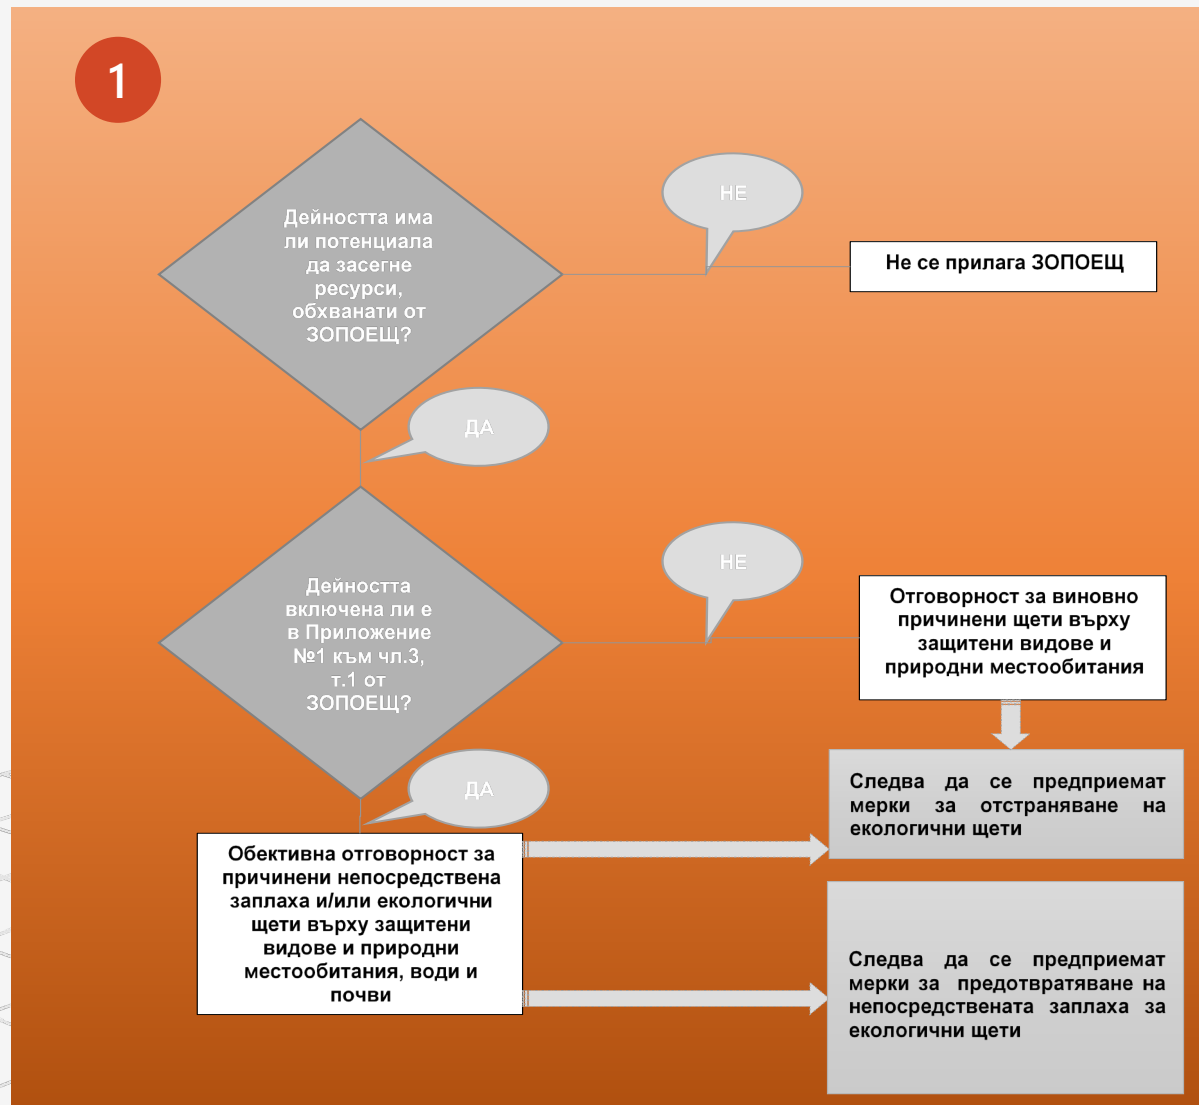 1
Дейността има
ли потенциала
да засегне
ресурси,
обхванати от
ЗОПОЕЩ?
НЕ
Не се прилага ЗОПОЕЩ
ДА
Дейността
включена ли е
в Приложение
№1 към чл.3,
т.1 от
ЗОПОЕЩ?
НЕ
Отговорност за виновно
причинени щети върху
защитени видове и
природни местообитания
ДА
Следва да се предприемат
мерки за отстраняване на
екологични щети
Обективна отговорност за
причинени непосредствена
заплаха и/или екологични
щети върху защитени
видове и природни
местообитания, води и
почви
Следва да се предприемат
мерки за предотвратяване на
непосредствената заплаха за
екологични щети